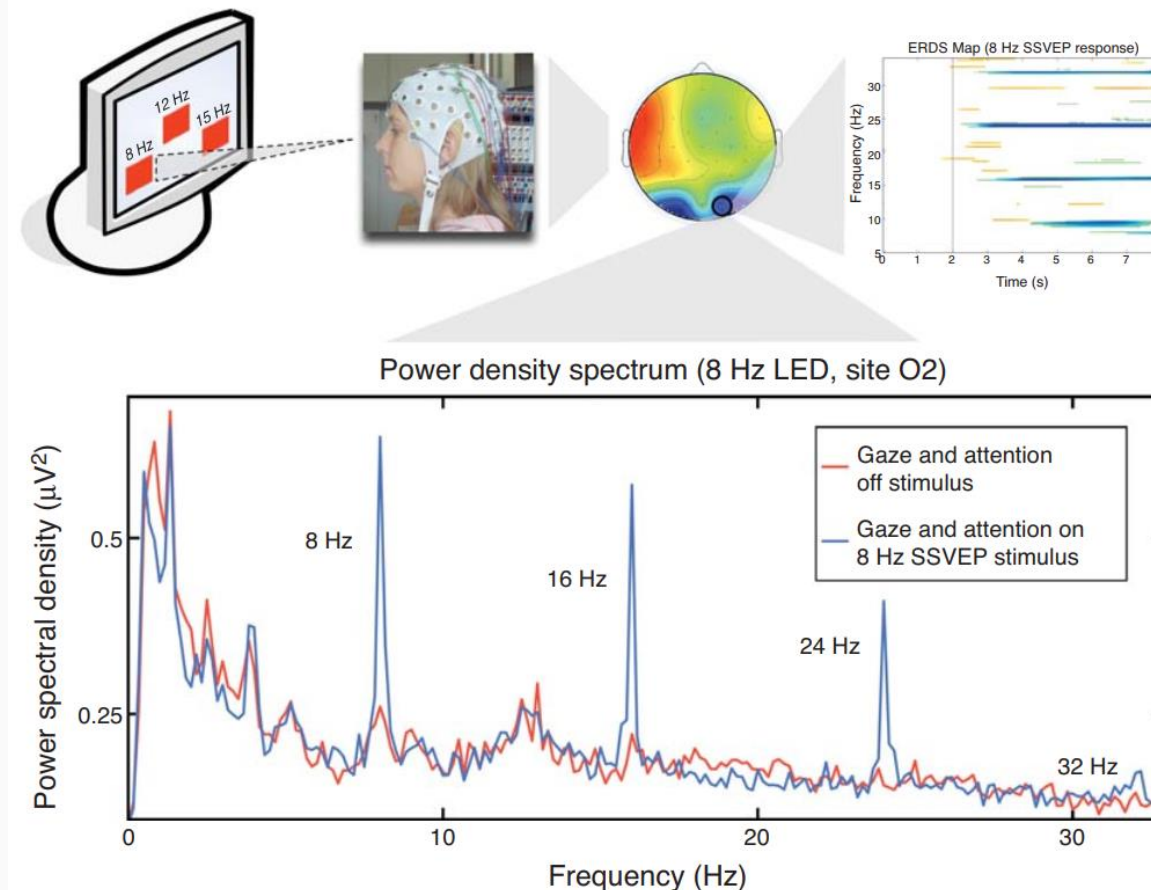 12 Hz
15 Hz
8 Hz
ERDS Map (8 Hz SSVEP response)
Frequency (Hz)
30
25
20
15
10
5
0 1 2 3 4 5 6 7
Time (s)
Power density spectrum (8 Hz LED, site O2)
Power spectral density (µV²)
0.5
0.25
8 Hz
16 Hz
24 Hz
32 Hz
Gaze and attention
off stimulus
Gaze and attention on
8 Hz SSVEP stimulus
0 10 20 30
Frequency (Hz)